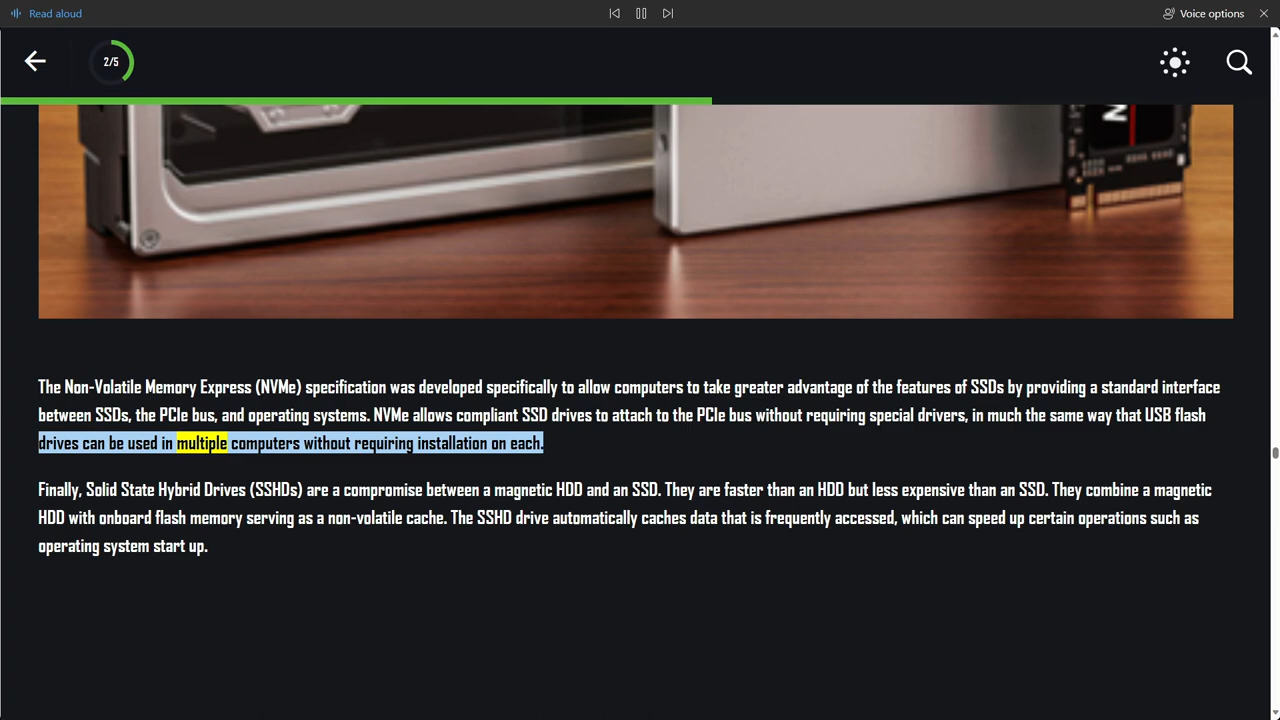 Read aloud
Voice options
2/5
N
The Non-Volatile Memory Express (NVMe) specification was developed specifically to allow computers to take greater advantage of the features of SSDs by providing a standard interface
between SSDs, the PCIe bus, and operating systems. NVMe allows compliant SSD drives to attach to the PCIe bus without requiring special drivers, in much the same way that USB flash
drives can be used in multiple computers without requiring installation on each.
Finally, Solid State Hybrid Drives (SSHDs) are a compromise between a magnetic HDD and an SSD. They are faster than an HDD but less expensive than an SSD. They combine a magnetic
HDD with onboard flash memory serving as a non-volatile cache. The SSHD drive automatically caches data that is frequently accessed, which can speed up certain operations such as
operating system start up.